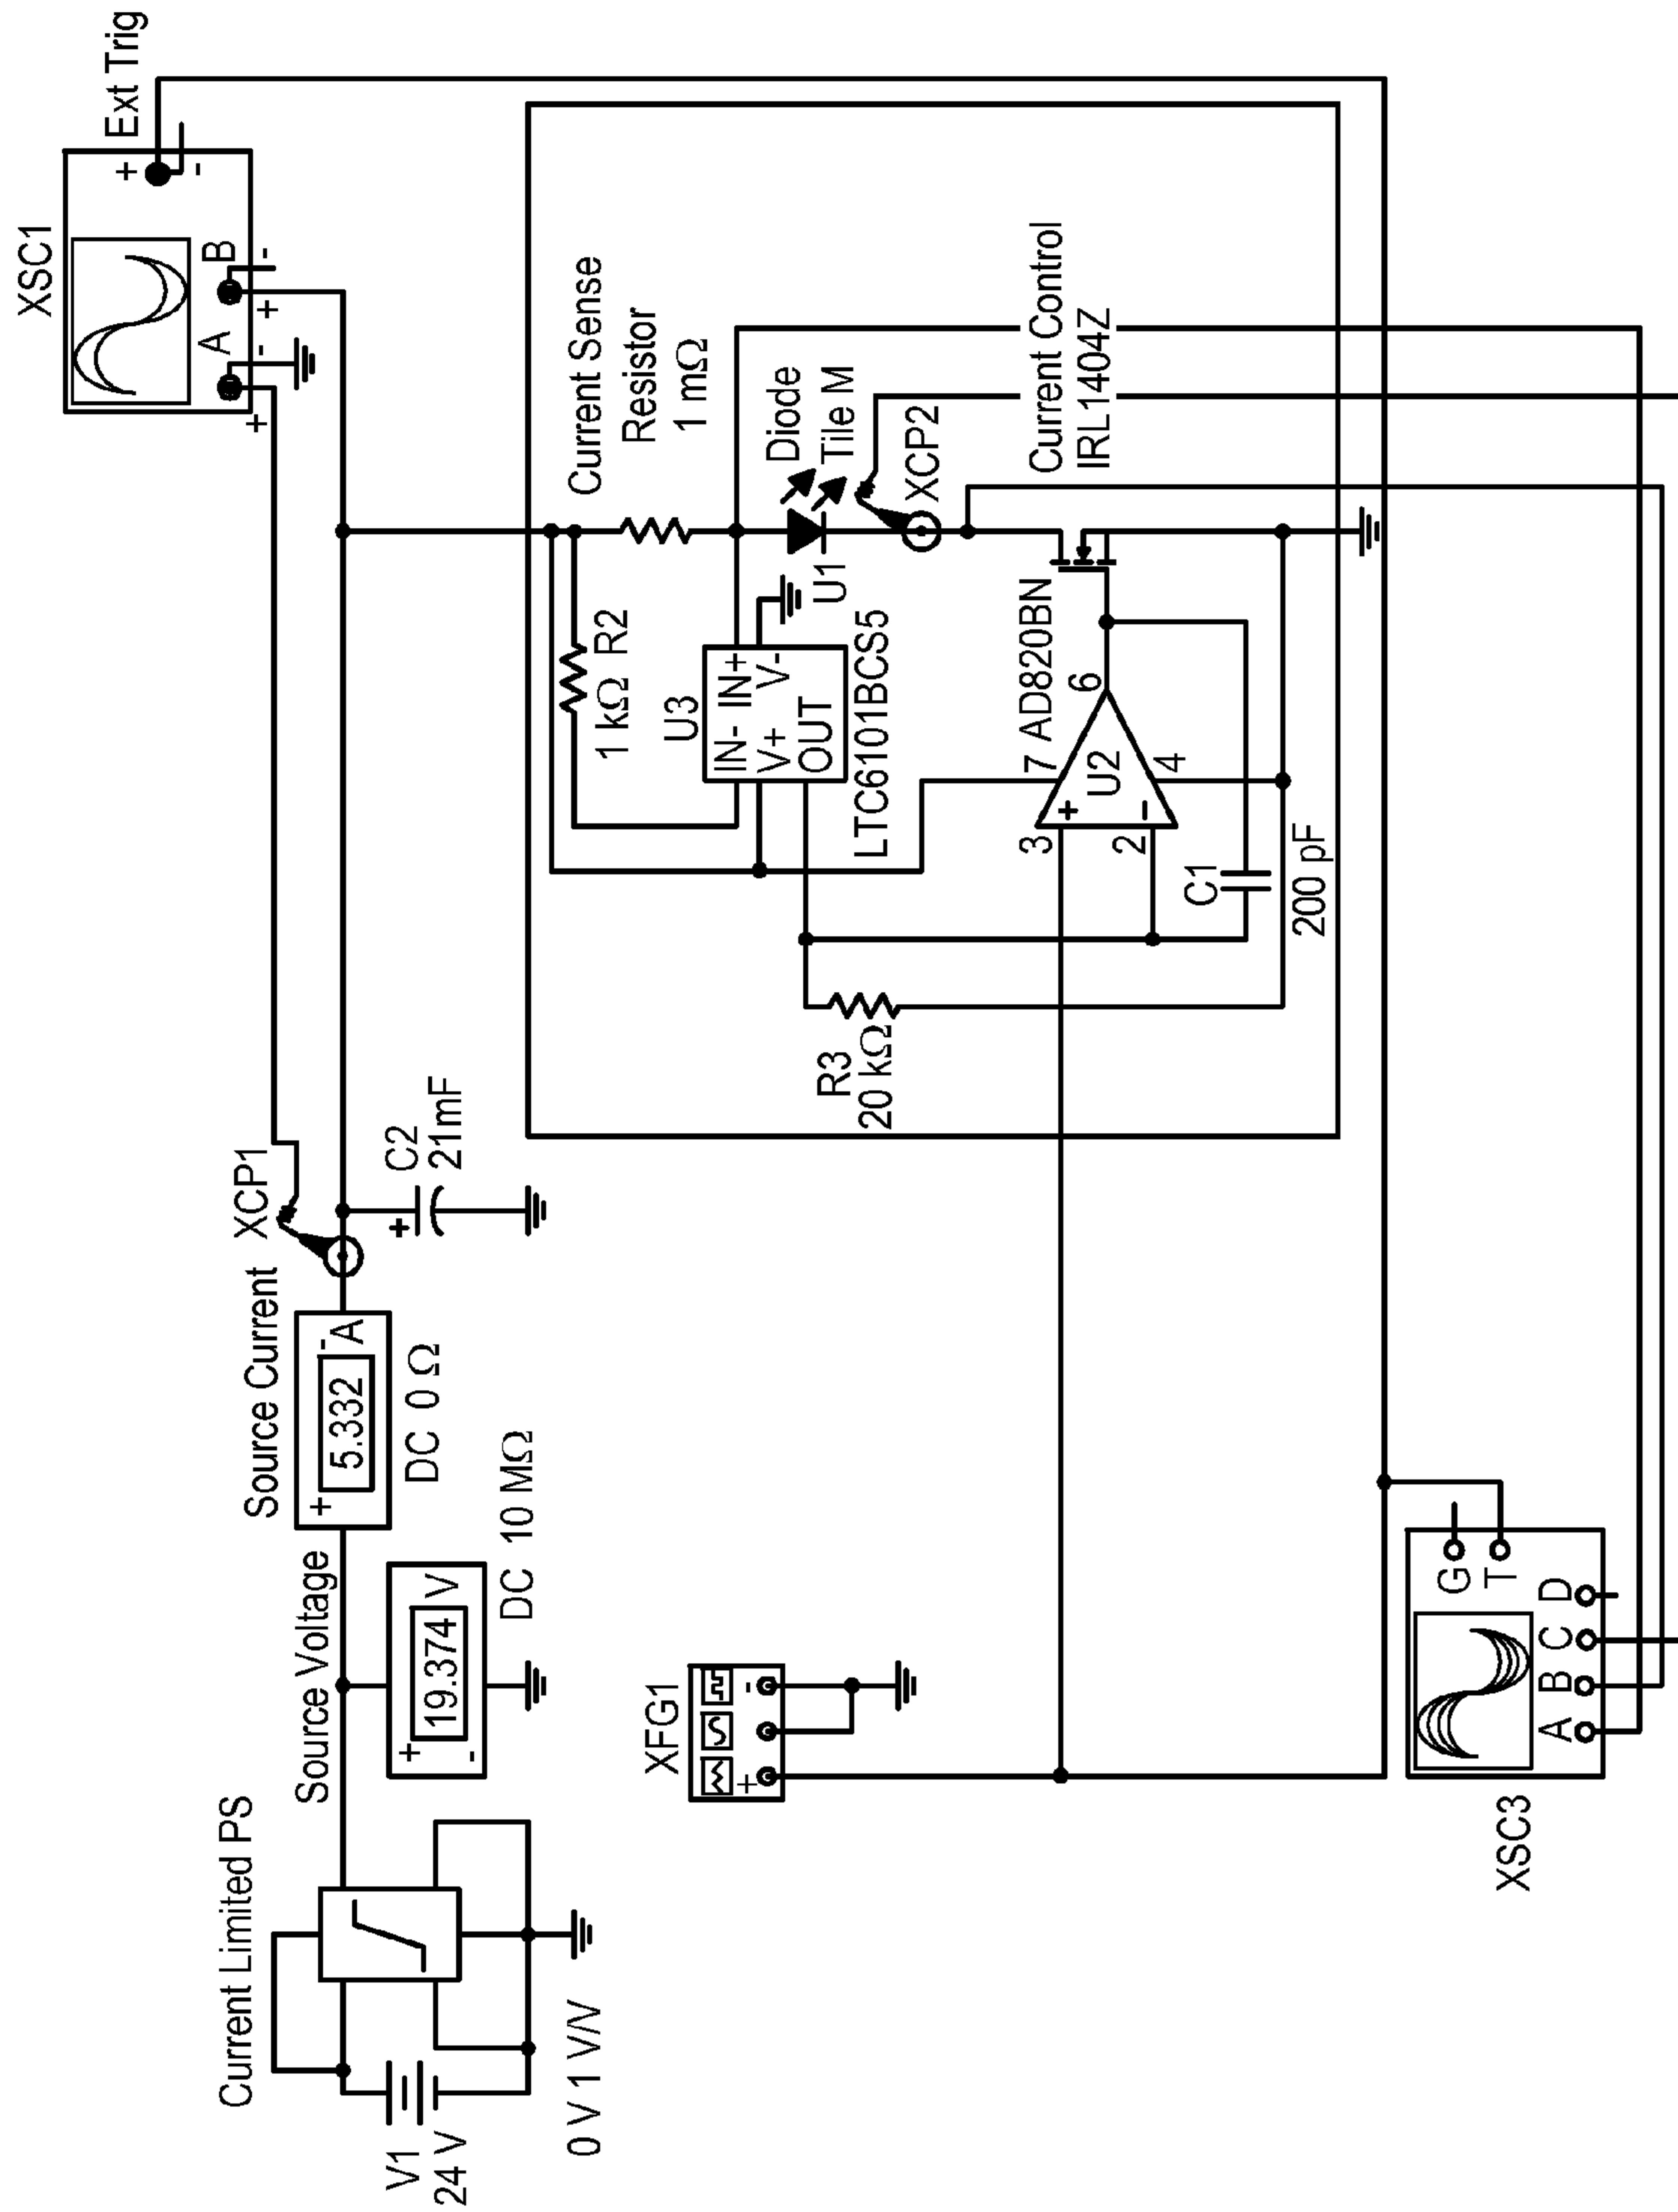 XSC1
Ext Trig
+
-
A
B
+
-
+
-
XCP1
Source Current
+
5.332
-
A
DC 0 Ω
C2
21mF
+
Source Voltage
+
19.374
V
-
DC 10 MΩ
Current Limited PS
V1
24 V
0 V 1 V/V
Current Sense
Resistor
1 mΩ
R2
1 kΩ
U3
IN- IN+
V+ V-
OUT
LTC6101BCS5
U1
Diode
Tile M
XCP2
Current Control
IRL1404Z
AD820BN
3
7
6
+
U2
-
2
4
C1
200 pF
R3
20 kΩ
XFG1
+
-
XSC3
G
T
A
B
C
D